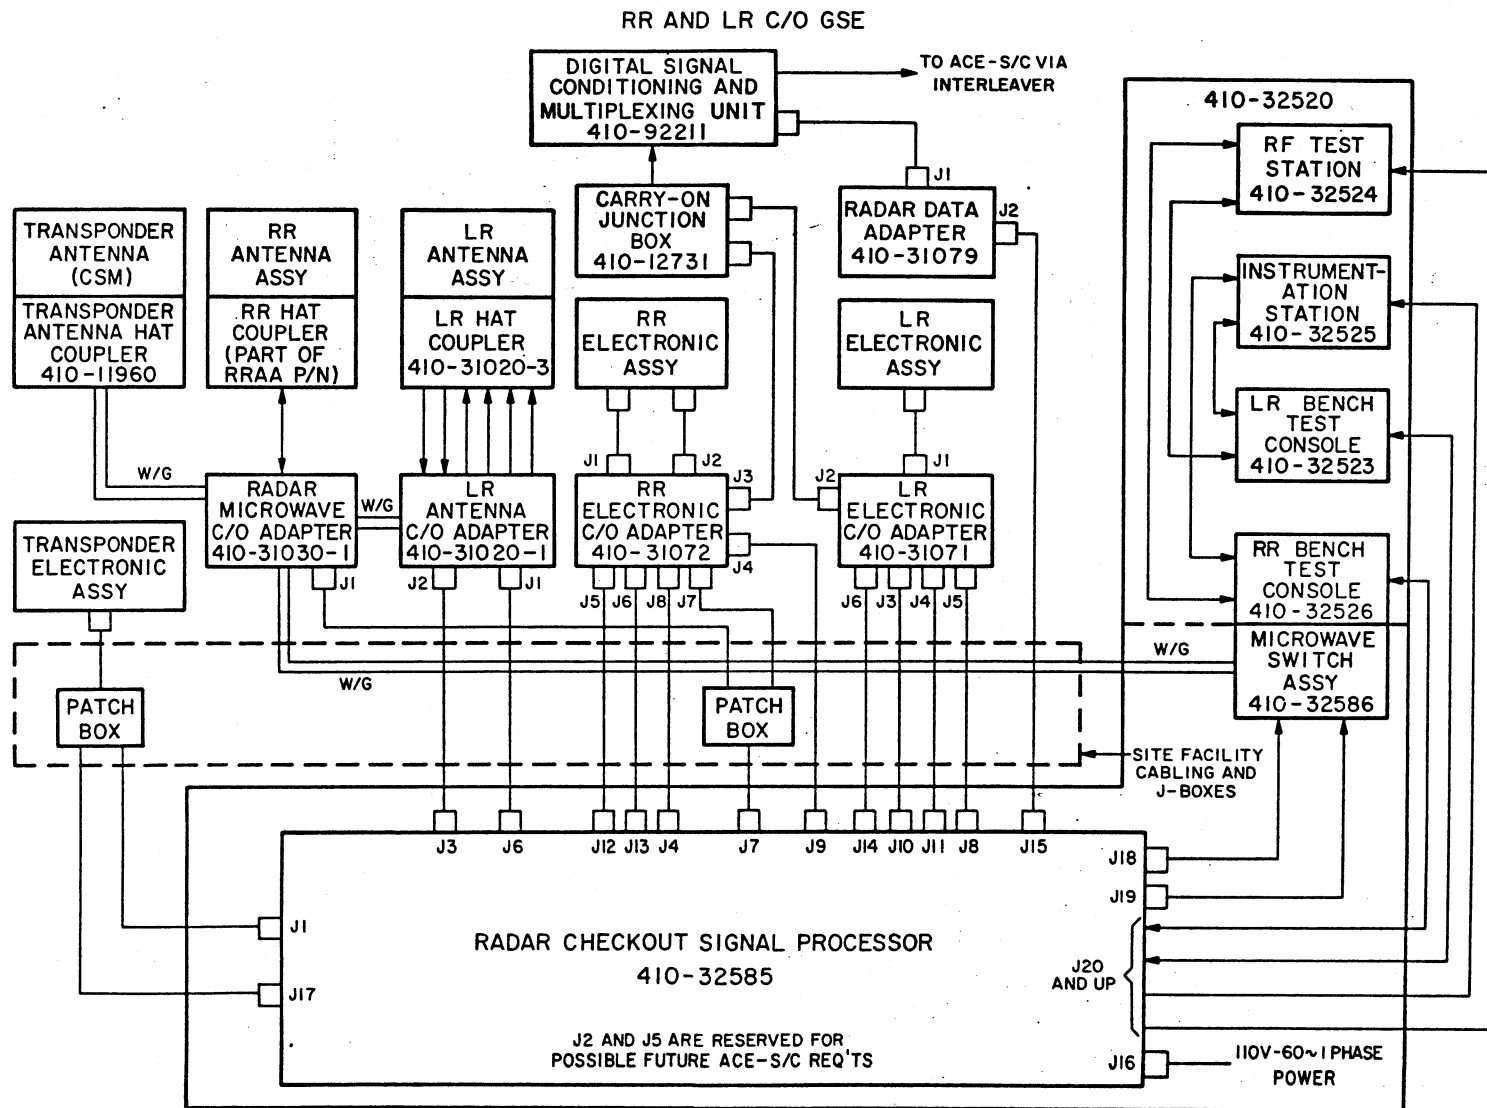 RR AND LR C/O GSE
DIGITAL SIGNAL
CONDITIONING AND
MULTIPLEXING UNIT
410-92211
TO ACE-S/C VIA
INTERLEAVER
410-32520
RF TEST
STATION
410-32524
J1
CARRY-ON
JUNCTION
BOX
410-12731
RADAR DATA
ADAPTER
410-31079
J2
TRANSPONDER
ANTENNA
(CSM)
RR
ANTENNA
ASSY
LR
ANTENNA
ASSY
INSTRUMENT-
ATION
STATION
410-32525
TRANSPONDER
ANTENNA HAT
COUPLER
410-11960
RR HAT
COUPLER
(PART OF
RRAA P/N)
LR HAT
COUPLER
410-31020-3
RR
ELECTRONIC
ASSY
LR
ELECTRONIC
ASSY
LR BENCH
TEST
CONSOLE
410-32523
W/G
J1
J2
J3
J2
J1
RADAR
MICROWAVE
C/O ADAPTER
410-31030-1
W/G
LR
ANTENNA
C/O ADAPTER
410-31020-1
RR
ELECTRONIC
C/O ADAPTER
410-31072
J4
LR
ELECTRONIC
C/O ADAPTER
410-31071
TRANSPONDER
ELECTRONIC
ASSY
RR BENCH
TEST
CONSOLE
410-32526
J1
J2
J1
J5
J6
J8
J7
J6
J3
J4
J5
MICROWAVE
SWITCH
ASSY
410-32586
W/G
W/G
PATCH
BOX
PATCH
BOX
SITE FACILITY
CABLING AND
J-BOXES
J3
J6
J12
J13
J4
J7
J9
J14
J10
J11
J8
J15
J18
J19
J1
RADAR CHECKOUT SIGNAL PROCESSOR
410-32585
J20
AND UP
J17
J2 AND J5 ARE RESERVED FOR
POSSIBLE FUTURE ACE-S/C REQ'TS
J16
110V-60~1 PHASE
POWER